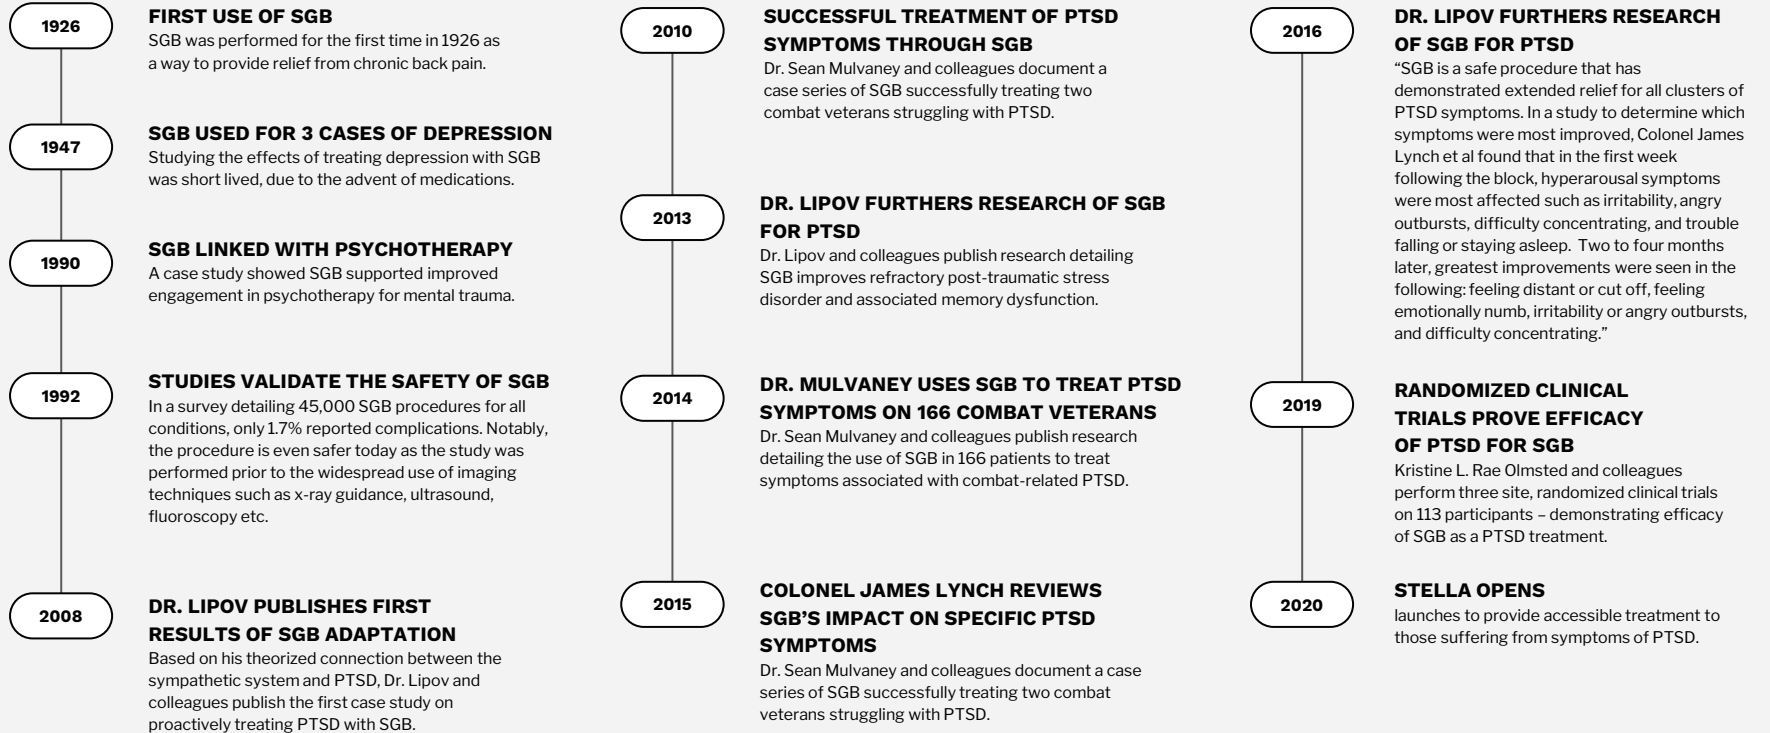 1926
FIRST USE OF SGB
SGB was performed for the first time in 1926 as
a way to provide relief from chronic back pain.
1947
SGB USED FOR 3 CASES OF DEPRESSION
Studying the effects of treating depression with SGB
was short lived, due to the advent of medications.
1990
SGB LINKED WITH PSYCHOTHERAPY
A case study showed SGB supported improved
engagement in psychotherapy for mental trauma.
1992
STUDIES VALIDATE THE SAFETY OF SGB
In a survey detailing 45,000 SGB procedures for all
conditions, only 1.7% reported complications. Notably,
the procedure is even safer today as the study was
performed prior to the widespread use of imaging
techniques such as x-ray guidance, ultrasound,
fluoroscopy etc.
2008
DR. LIPOV PUBLISHES FIRST
RESULTS OF SGB ADAPTATION
Based on his theorized connection between the
sympathetic system and PTSD, Dr. Lipov and
colleagues publish the first case study on
proactively treating PTSD with SGB.
2010
SUCCESSFUL TREATMENT OF PTSD
SYMPTOMS THROUGH SGB
Dr. Sean Mulvaney and colleagues document a
case series of SGB successfully treating two
combat veterans struggling with PTSD.
2013
DR. LIPOV FURTHERS RESEARCH OF SGB
FOR PTSD
Dr. Lipov and colleagues publish research detailing
SGB improves refractory post-traumatic stress
disorder and associated memory dysfunction.
2014
DR. MULVANEY USES SGB TO TREAT PTSD
SYMPTOMS ON 166 COMBAT VETERANS
Dr. Sean Mulvaney and colleagues publish research
detailing the use of SGB in 166 patients to treat
symptoms associated with combat-related PTSD.
2015
COLONEL JAMES LYNCH REVIEWS
SGB’S IMPACT ON SPECIFIC PTSD
SYMPTOMS
Dr. Sean Mulvaney and colleagues document a case
series of SGB successfully treating two combat
veterans struggling with PTSD.
2016
DR. LIPOV FURTHERS RESEARCH
OF SGB FOR PTSD
“SGB is a safe procedure that has
demonstrated extended relief for all clusters of
PTSD symptoms. In a study to determine which
symptoms were most improved, Colonel James
Lynch et al found that in the first week
following the block, hyperarousal symptoms
were most affected such as irritability, angry
outbursts, difficulty concentrating, and trouble
falling or staying asleep. Two to four months
later, greatest improvements were seen in the
following: feeling distant or cut off, feeling
emotionally numb, irritability or angry outbursts,
and difficulty concentrating.”
2019
RANDOMIZED CLINICAL
TRIALS PROVE EFFICACY
OF PTSD FOR SGB
Kristine L. Rae Olmsted and colleagues
perform three site, randomized clinical trials
on 113 participants – demonstrating efficacy
of SGB as a PTSD treatment.
2020
STELLA OPENS
launches to provide accessible treatment to
those suffering from symptoms of PTSD.